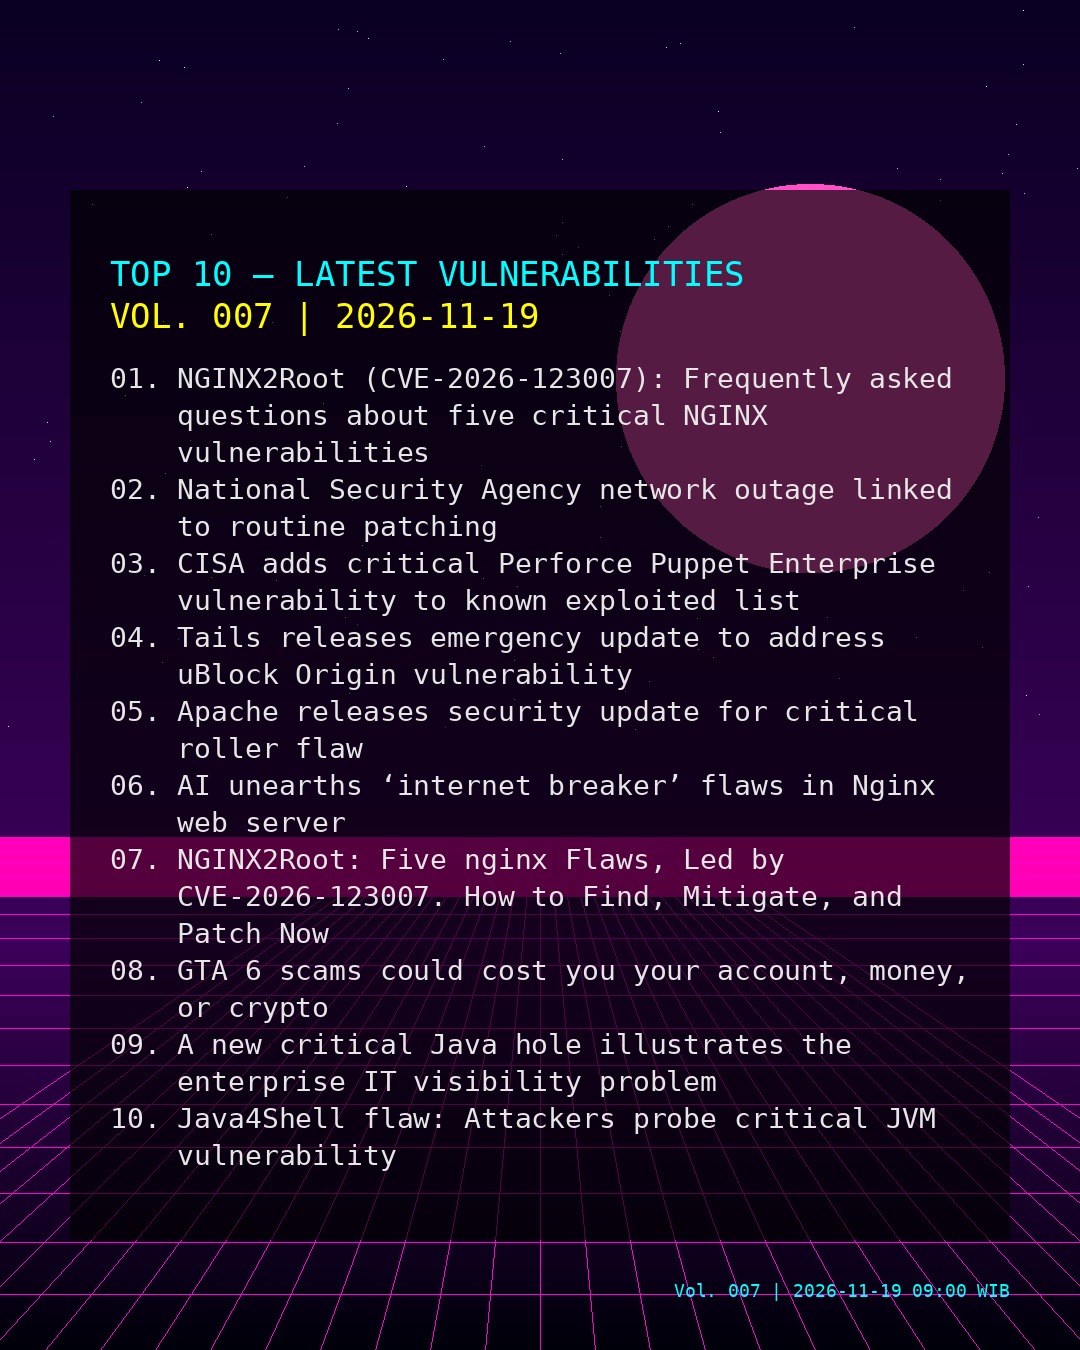 TOP 10 — LATEST VULNERABILITIES
VOL. 007 | 2026-11-19
01. NGINX2Root (CVE-2026-123007): Frequently asked
questions about five critical NGINX
vulnerabilities
02. National Security Agency network outage linked
to routine patching
03. CISA adds critical Perforce Puppet Enterprise
vulnerability to known exploited list
04. Tails releases emergency update to address
uBlock Origin vulnerability
05. Apache releases security update for critical
roller flaw
06. AI unearths ‘internet breaker’ flaws in Nginx
web server
07. NGINX2Root: Five nginx Flaws, Led by
CVE-2026-123007. How to Find, Mitigate, and
Patch Now
08. GTA 6 scams could cost you your account, money,
or crypto
09. A new critical Java hole illustrates the
enterprise IT visibility problem
10. Java4Shell flaw: Attackers probe critical JVM
vulnerability
Vol. 007 | 2026-11-19 09:00 WIB